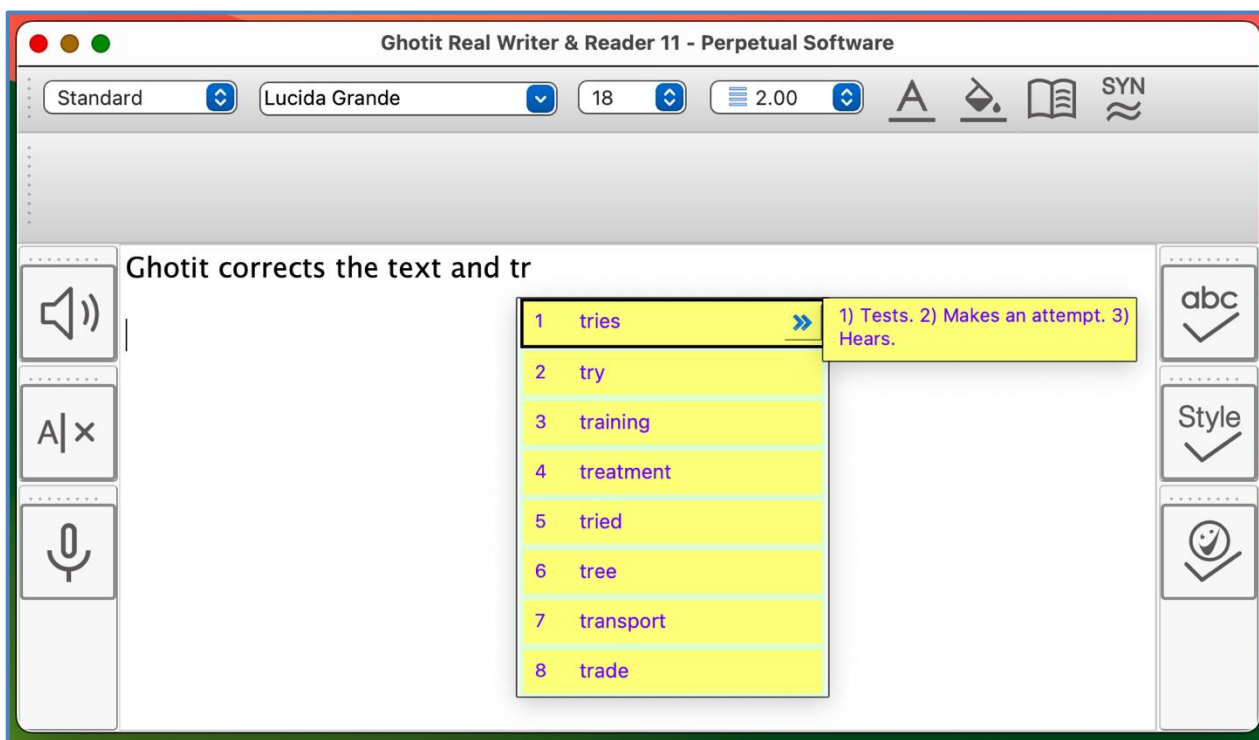 Ghotit Real Writer & Reader 11 - Perpetual Software
Standard Lucida Grande 18 2.00 A SYN
Ghotit corrects the text and tr
1 tries » 1) Tests. 2) Makes an attempt. 3)
Hears.
2 try
3 training
4 treatment
5 tried
6 tree
7 transport
8 trade
A|×
abc
Style